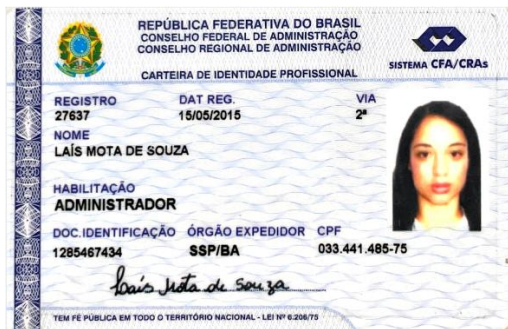 REPÚBLICA FEDERATIVA DO BRASIL
CONSELHO FEDERAL DE ADMINISTRAÇÃO
CONSELHO REGIONAL DE ADMINISTRAÇÃO
SISTEMA CFA/CRAs
CARTEIRA DE IDENTIDADE PROFISSIONAL
REGISTRO DAT REG. VIA
27637 15/05/2015 2ª
NOME
LAÍS MOTA DE SOUZA
HABILITAÇÃO
ADMINISTRADOR
DOC.IDENTIFICAÇÃO ÓRGÃO EXPEDIDOR CPF
1285467434 SSP/BA 033.441.485-75
Laís Mota de Souza
TEM FÉ PÚBLICA EM TODO O TERRITÓRIO NACIONAL - LEI Nº 6.206/75